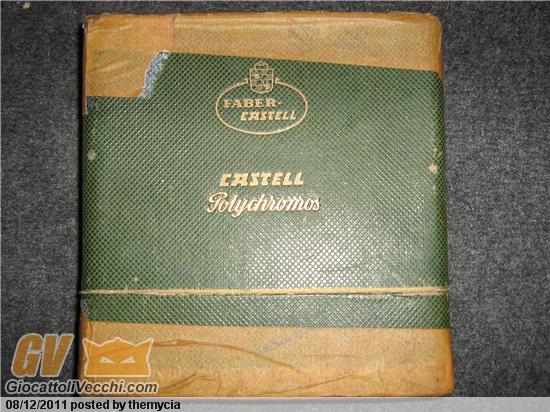 FABER-
CASTELL
CASTELL
Polychromos
GV
GiocattoliVecchi.com
08/12/2011 posted by themycia